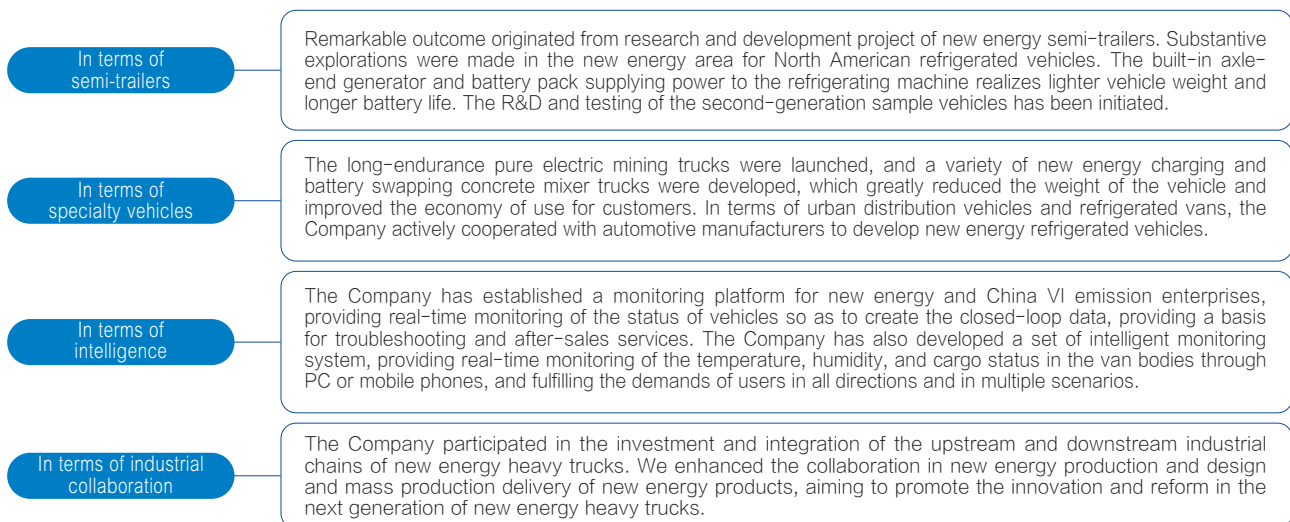 In terms of
semi-trailers
Remarkable outcome originated from research and development project of new energy semi-trailers. Substantive
explorations were made in the new energy area for North American refrigerated vehicles. The built-in axle-
end generator and battery pack supplying power to the refrigerating machine realizes lighter vehicle weight and
longer battery life. The R&D and testing of the second-generation sample vehicles has been initiated.
In terms of
specialty vehicles
The long-endurance pure electric mining trucks were launched, and a variety of new energy charging and
battery swapping concrete mixer trucks were developed, which greatly reduced the weight of the vehicle and
improved the economy of use for customers. In terms of urban distribution vehicles and refrigerated vans, the
Company actively cooperated with automotive manufacturers to develop new energy refrigerated vehicles.
In terms of
intelligence
The Company has established a monitoring platform for new energy and China VI emission enterprises,
providing real-time monitoring of the status of vehicles so as to create the closed-loop data, providing a basis
for troubleshooting and after-sales services. The Company has also developed a set of intelligent monitoring
system, providing real-time monitoring of the temperature, humidity, and cargo status in the van bodies through
PC or mobile phones, and fulfilling the demands of users in all directions and in multiple scenarios.
In terms of industrial
collaboration
The Company participated in the investment and integration of the upstream and downstream industrial
chains of new energy heavy trucks. We enhanced the collaboration in new energy production and design
and mass production delivery of new energy products, aiming to promote the innovation and reform in the
next generation of new energy heavy trucks.